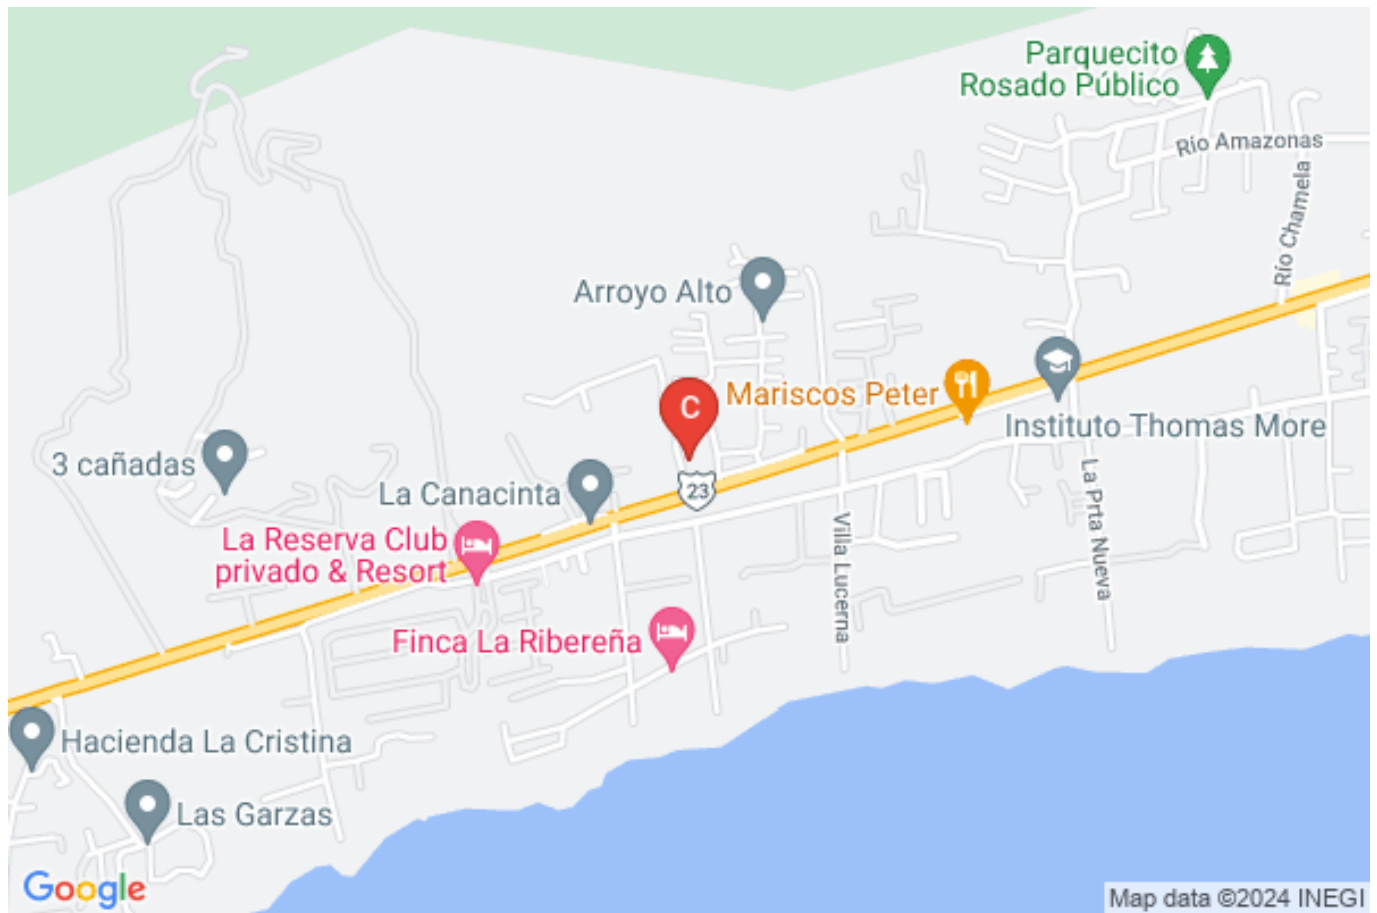 Parquecito
Rosado Público
Río Amazonas
Río Chamela
Arroyo Alto
Mariscos Peter
C
Instituto Thomas More
3 cañadas
La Canacinta
23
La Prta Nueva
Villa Lucerna
La Reserva Club
privado & Resort
Finca La Ribereña
Hacienda La Cristina
Las Garzas
Google
Map data ©2024 INEGI